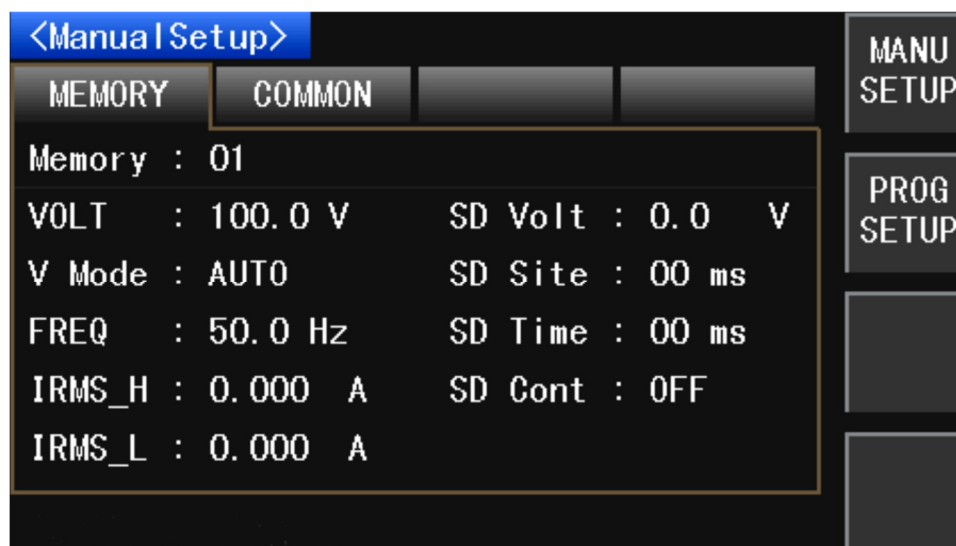 <ManualSetup>
MEMORY COMMON
Memory : 01
VOLT : 100.0 V SD Volt : 0.0 V
V Mode : AUTO SD Site : 00 ms
FREQ : 50.0 Hz SD Time : 00 ms
IRMS_H : 0.000 A SD Cont : OFF
IRMS_L : 0.000 A
MANU
SETUP
PROG
SETUP